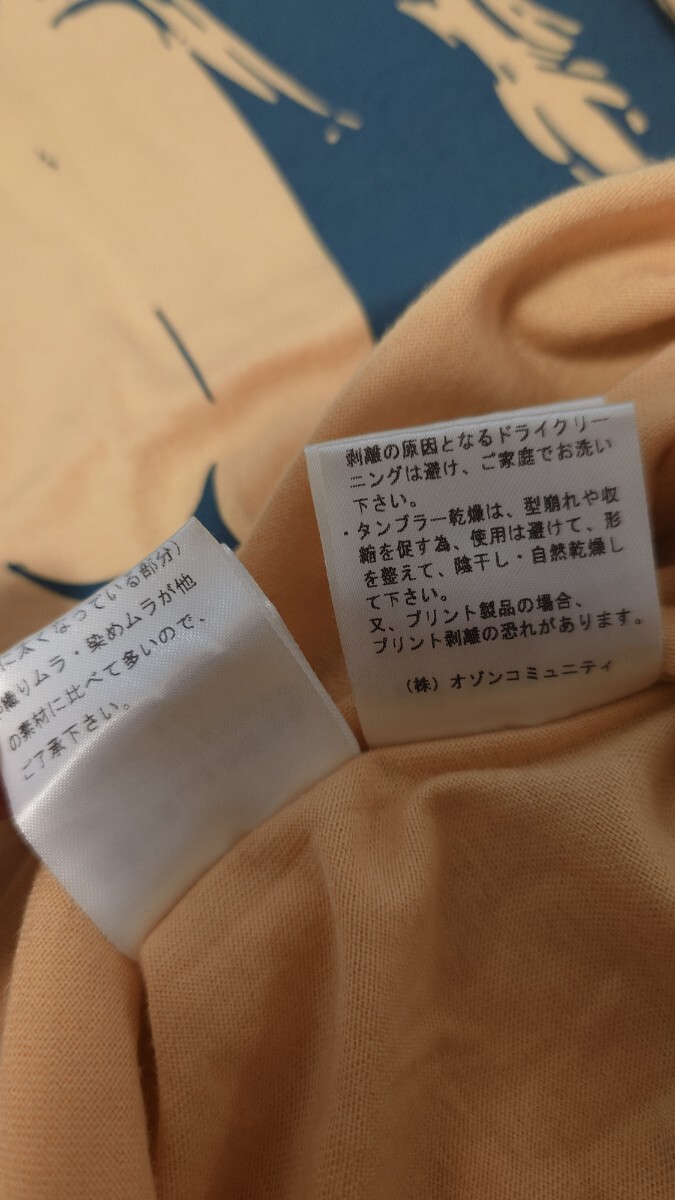 に太くなっている部分)
織りムラ・染めムラが他
の素材に比べて多いので、
ご了承下さい。
剥離の原因となるドライクリー
ニングは避け、ご家庭でお洗い
下さい。
・タンブラー乾燥は、型崩れや収
縮を促す為、使用は避けて、形
を整えて、陰干し・自然乾燥し
て下さい。
又、プリント製品の場合、
プリント剥離の恐れがあります。
(株)オゾンコミュニティ